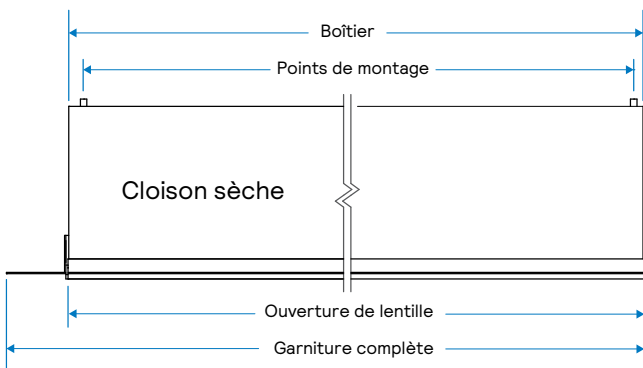 Boîtier
Points de montage
Cloison sèche
Ouverture de lentille
Garniture complète